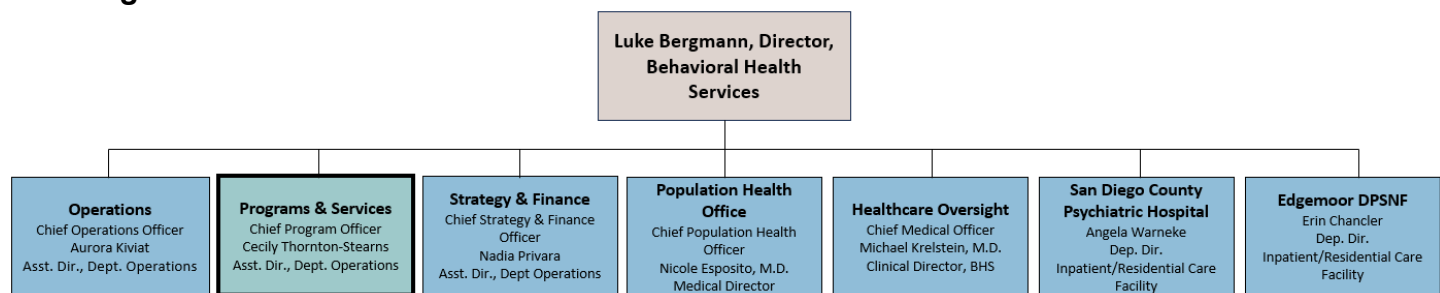 Luke Bergmann, Director,
Behavioral Health
Services
Operations
Chief Operations Officer
Aurora Kiviat
Asst. Dir., Dept. Operations
Programs & Services
Chief Program Officer
Cecily Thornton-Stearns
Asst. Dir., Dept. Operations
Strategy & Finance
Chief Strategy & Finance
Officer
Nadia Privara
Asst. Dir., Dept Operations
Population Health
Office
Chief Population Health
Officer
Nicole Esposito, M.D.
Medical Director
Healthcare Oversight
Chief Medical Officer
Michael Krelstein, M.D.
Clinical Director, BHS
San Diego County
Psychiatric Hospital
Angela Warneke
Dep. Dir.
Inpatient/Residential Care
Facility
Edgemoor DPSNF
Erin Chancler
Dep. Dir.
Inpatient/Residential Care
Facility